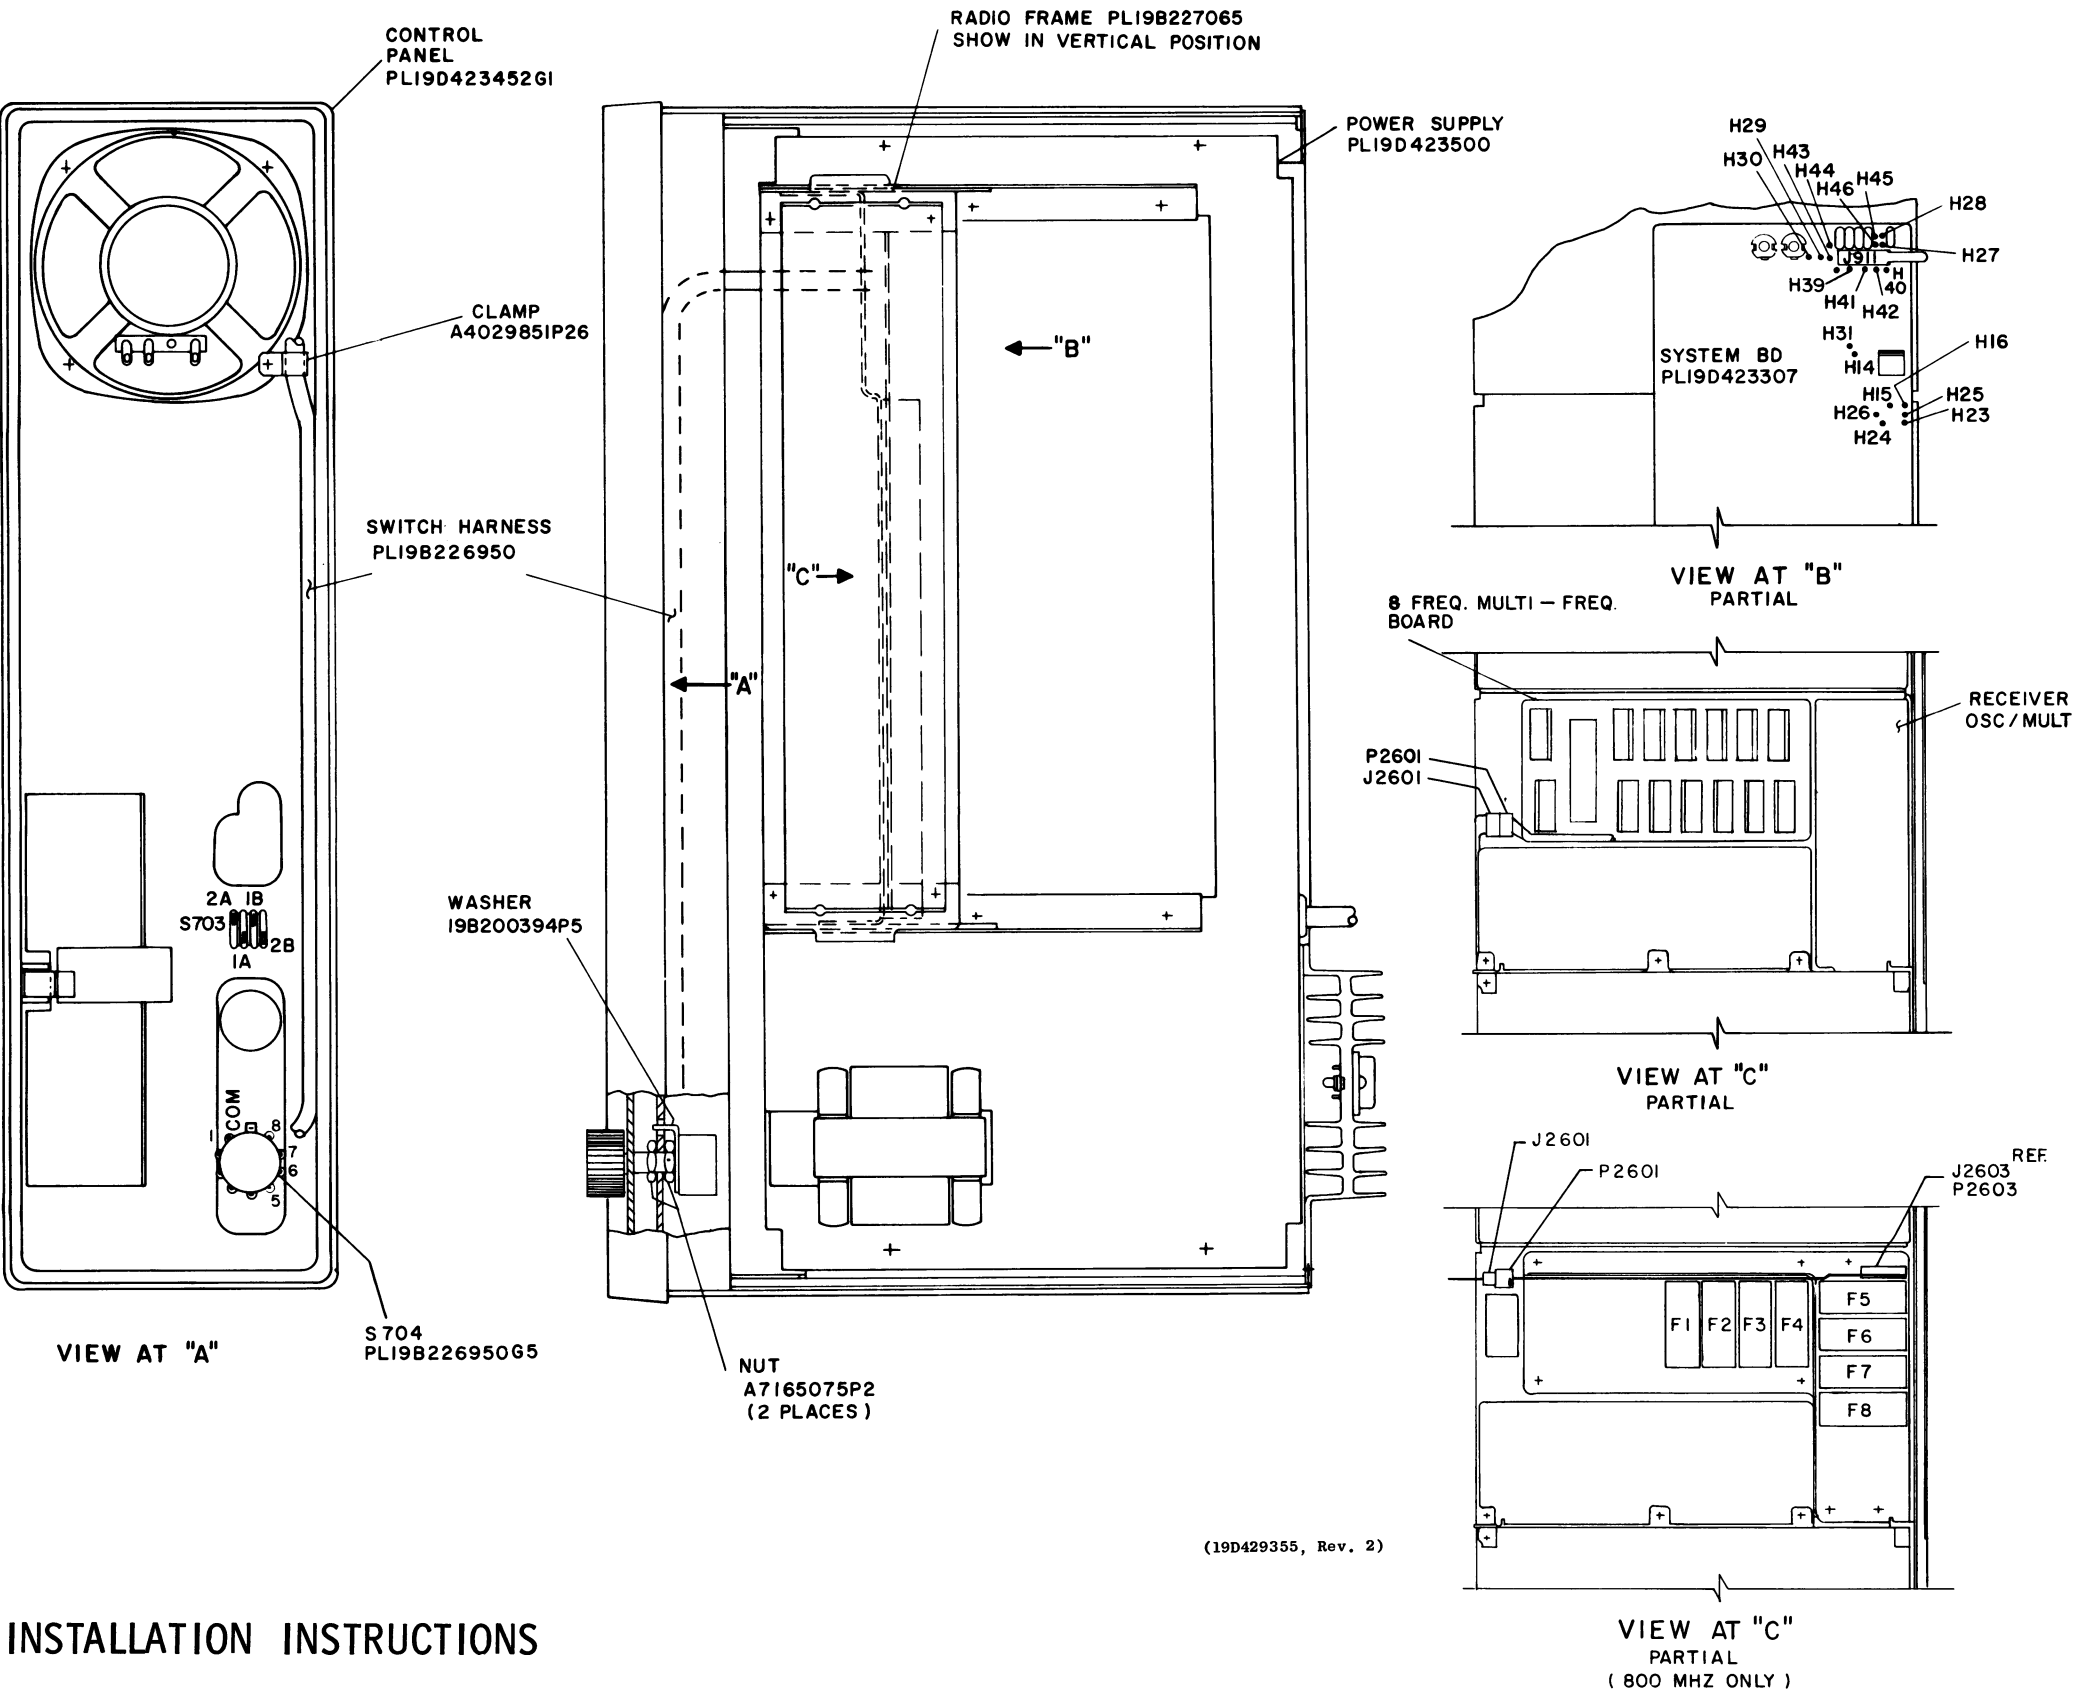 CONTROL
PANEL
PL19D423452G1
CLAMP
A4029851P26
SWITCH HARNESS
PL19B226950
2A 1B
S703
2B
1A
COM
1
8
7
6
5
S704
PL19B226950G5
VIEW AT "A"
RADIO FRAME PL19B227065
SHOW IN VERTICAL POSITION
POWER SUPPLY
PL19D423500
"B"
"C"
"A"
WASHER
19B200394P5
NUT
A7165075P2
(2 PLACES)
H29
H30
H43
H44
H46
H45
H28
H27
J911
H39
H
40
H41
H42
H31
H14
SYSTEM BD
PL19D423307
H16
H15
H25
H26
H23
H24
VIEW AT "B"
PARTIAL
8 FREQ. MULTI – FREQ.
BOARD
RECEIVER
OSC/MULT
P2601
J2601
VIEW AT "C"
PARTIAL
J2601
P2601
REF.
J2603
P2603
F1 F2 F3 F4
F5
F6
F7
F8
VIEW AT "C"
PARTIAL
( 800 MHZ ONLY )
(19D429355, Rev. 2)
INSTALLATION INSTRUCTIONS